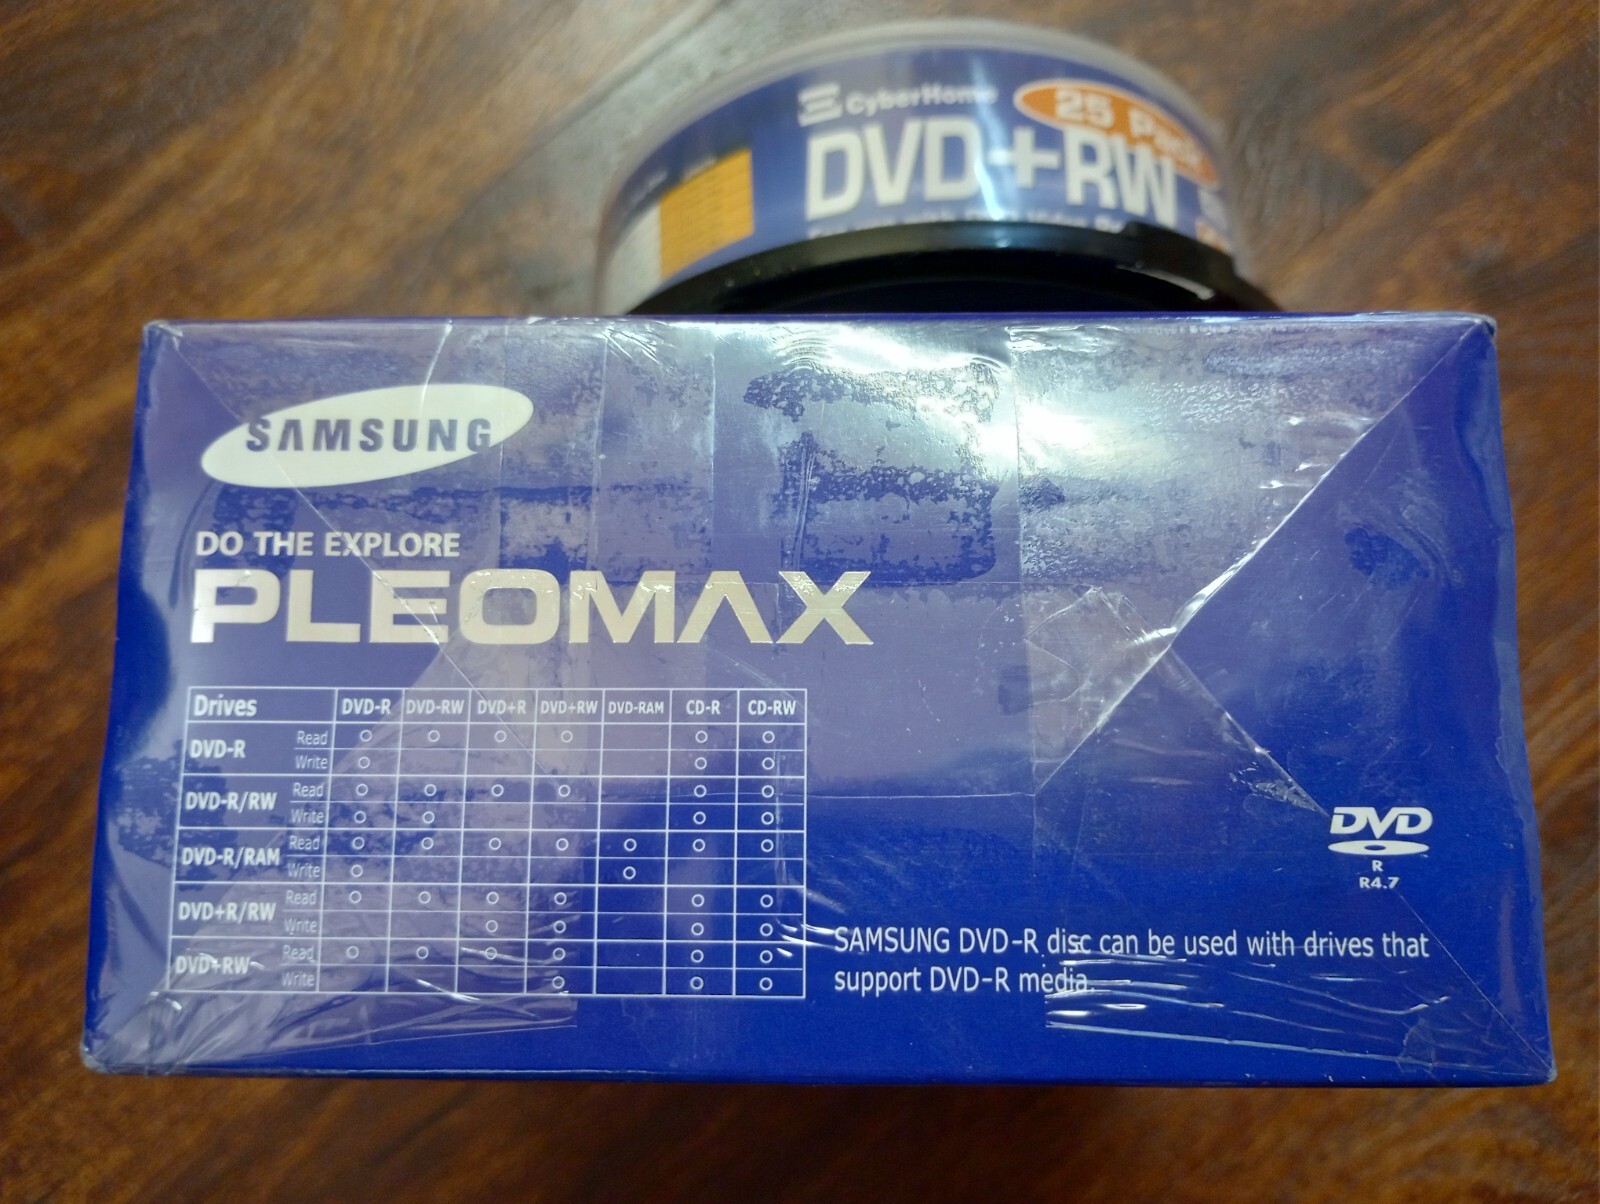 CyberHome
25 Pack
DVD+RW
SAMSUNG
DO THE EXPLORE
PLEOMAX
Drives DVD-R DVD-RW DVD+R DVD+RW DVD-RAM CD-R CD-RW
DVD-R Read O O O O O O
Write O O O
DVD-R/RW Read O O O O O O
Write O O O O
DVD-R/RAM Read O O O O O O O
Write O O
DVD+R/RW Read O O O O O O
Write O O O O
DVD+RW Read O O O O O O
Write O O O
DVD
R
R4.7
SAMSUNG DVD-R disc can be used with drives that
support DVD-R media.